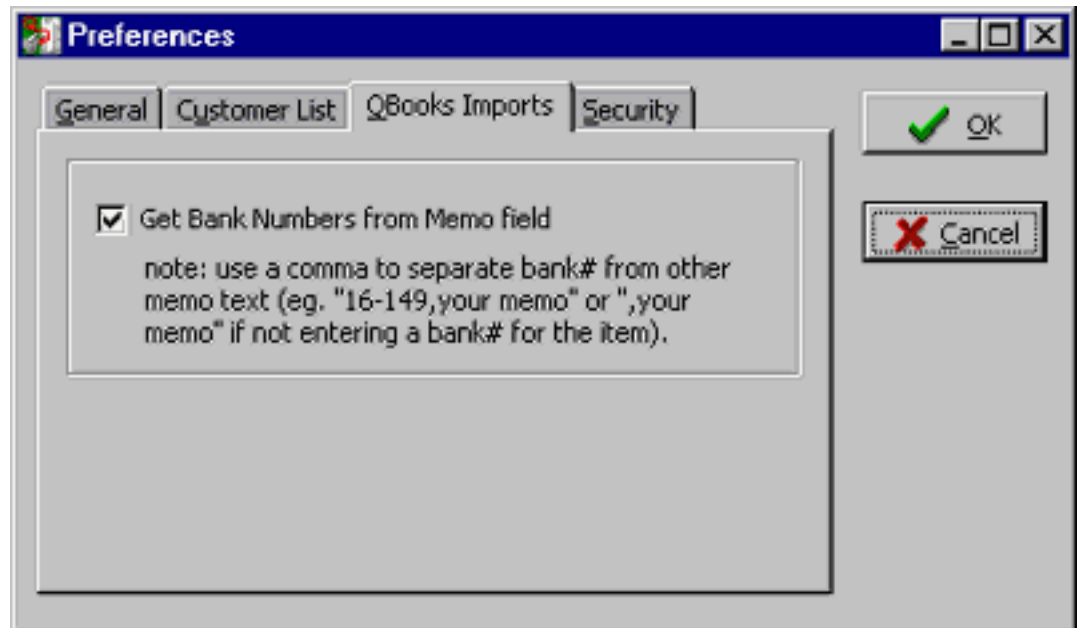 Preferences
General Customer List QBooks Imports Security
OK
Get Bank Numbers from Memo field
Cancel
note: use a comma to separate bank# from other
memo text (eg. "16-149,your memo" or ",your
memo" if not entering a bank# for the item).